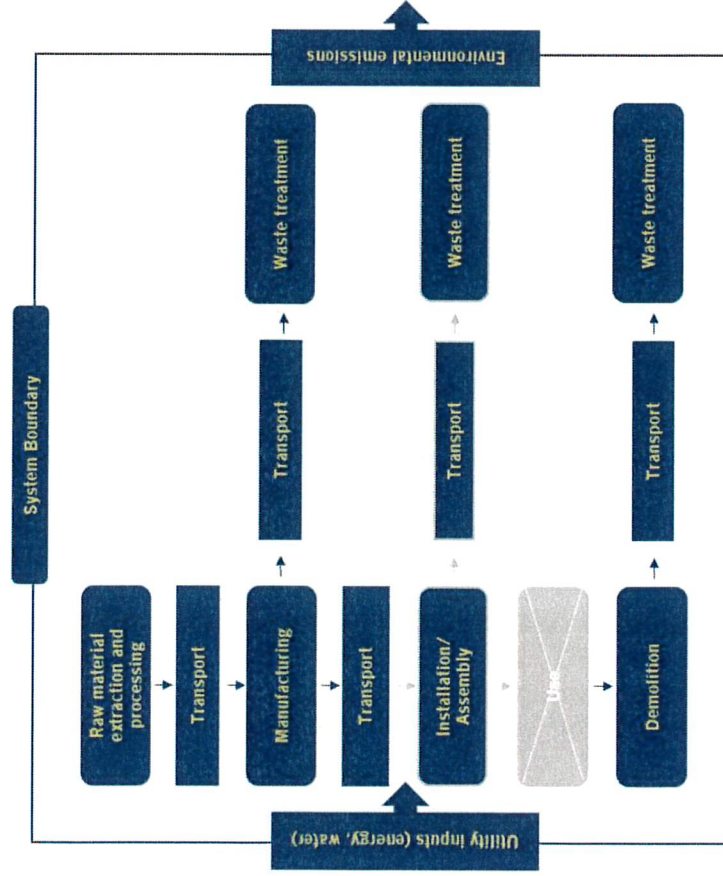 System Boundary
Utility inputs (energy, water)
Raw material
extraction and
processing
Transport
Manufacturing
Transport
Waste treatment
Transport
Installation/
Assembly
Transport
Waste treatment
Use
Demolition
Transport
Waste treatment
Environmental emissions